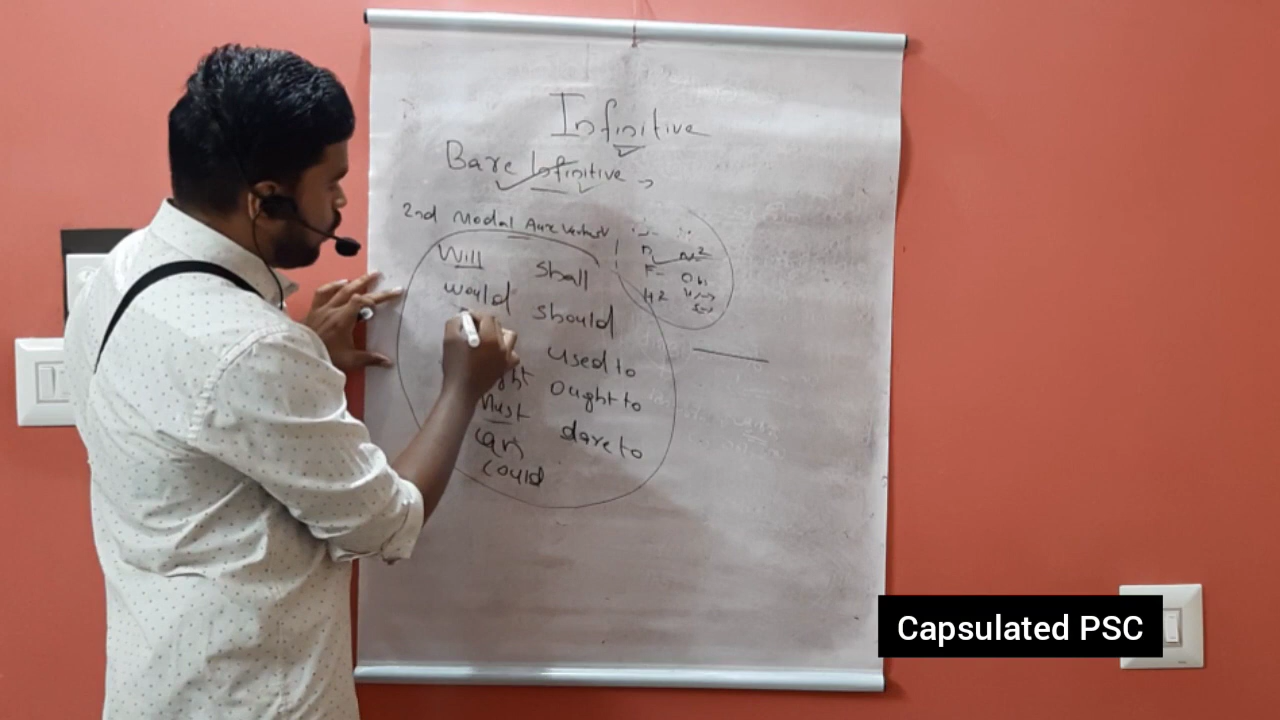 Infinitive
Bare Infinitive
2nd Modal Aux
Will shall
would should
used to
ght ought to
Must
can dare to
could
Capsulated PSC